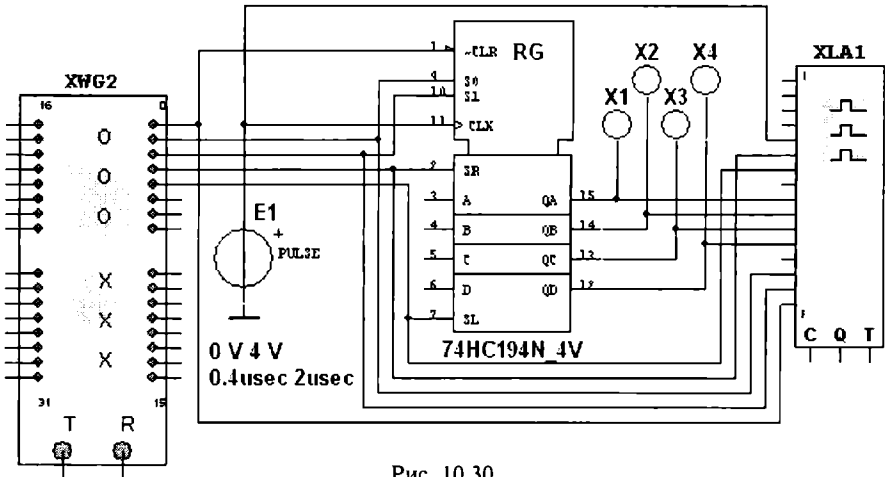 XWG2
16
0
O
O
O
X
X
X
31
15
T
R
E1
+
PULSE
0 V 4 V
0.4usec 2usec
RG
1
~CLR
9
S0
10
S1
11
CLK
2
SR
3
A
QA
15
4
B
QB
14
5
C
QC
13
6
D
QD
12
7
SL
74HC194N_4V
X1
X2
X3
X4
XLA1
1
F
C Q T
Рис. 10.30